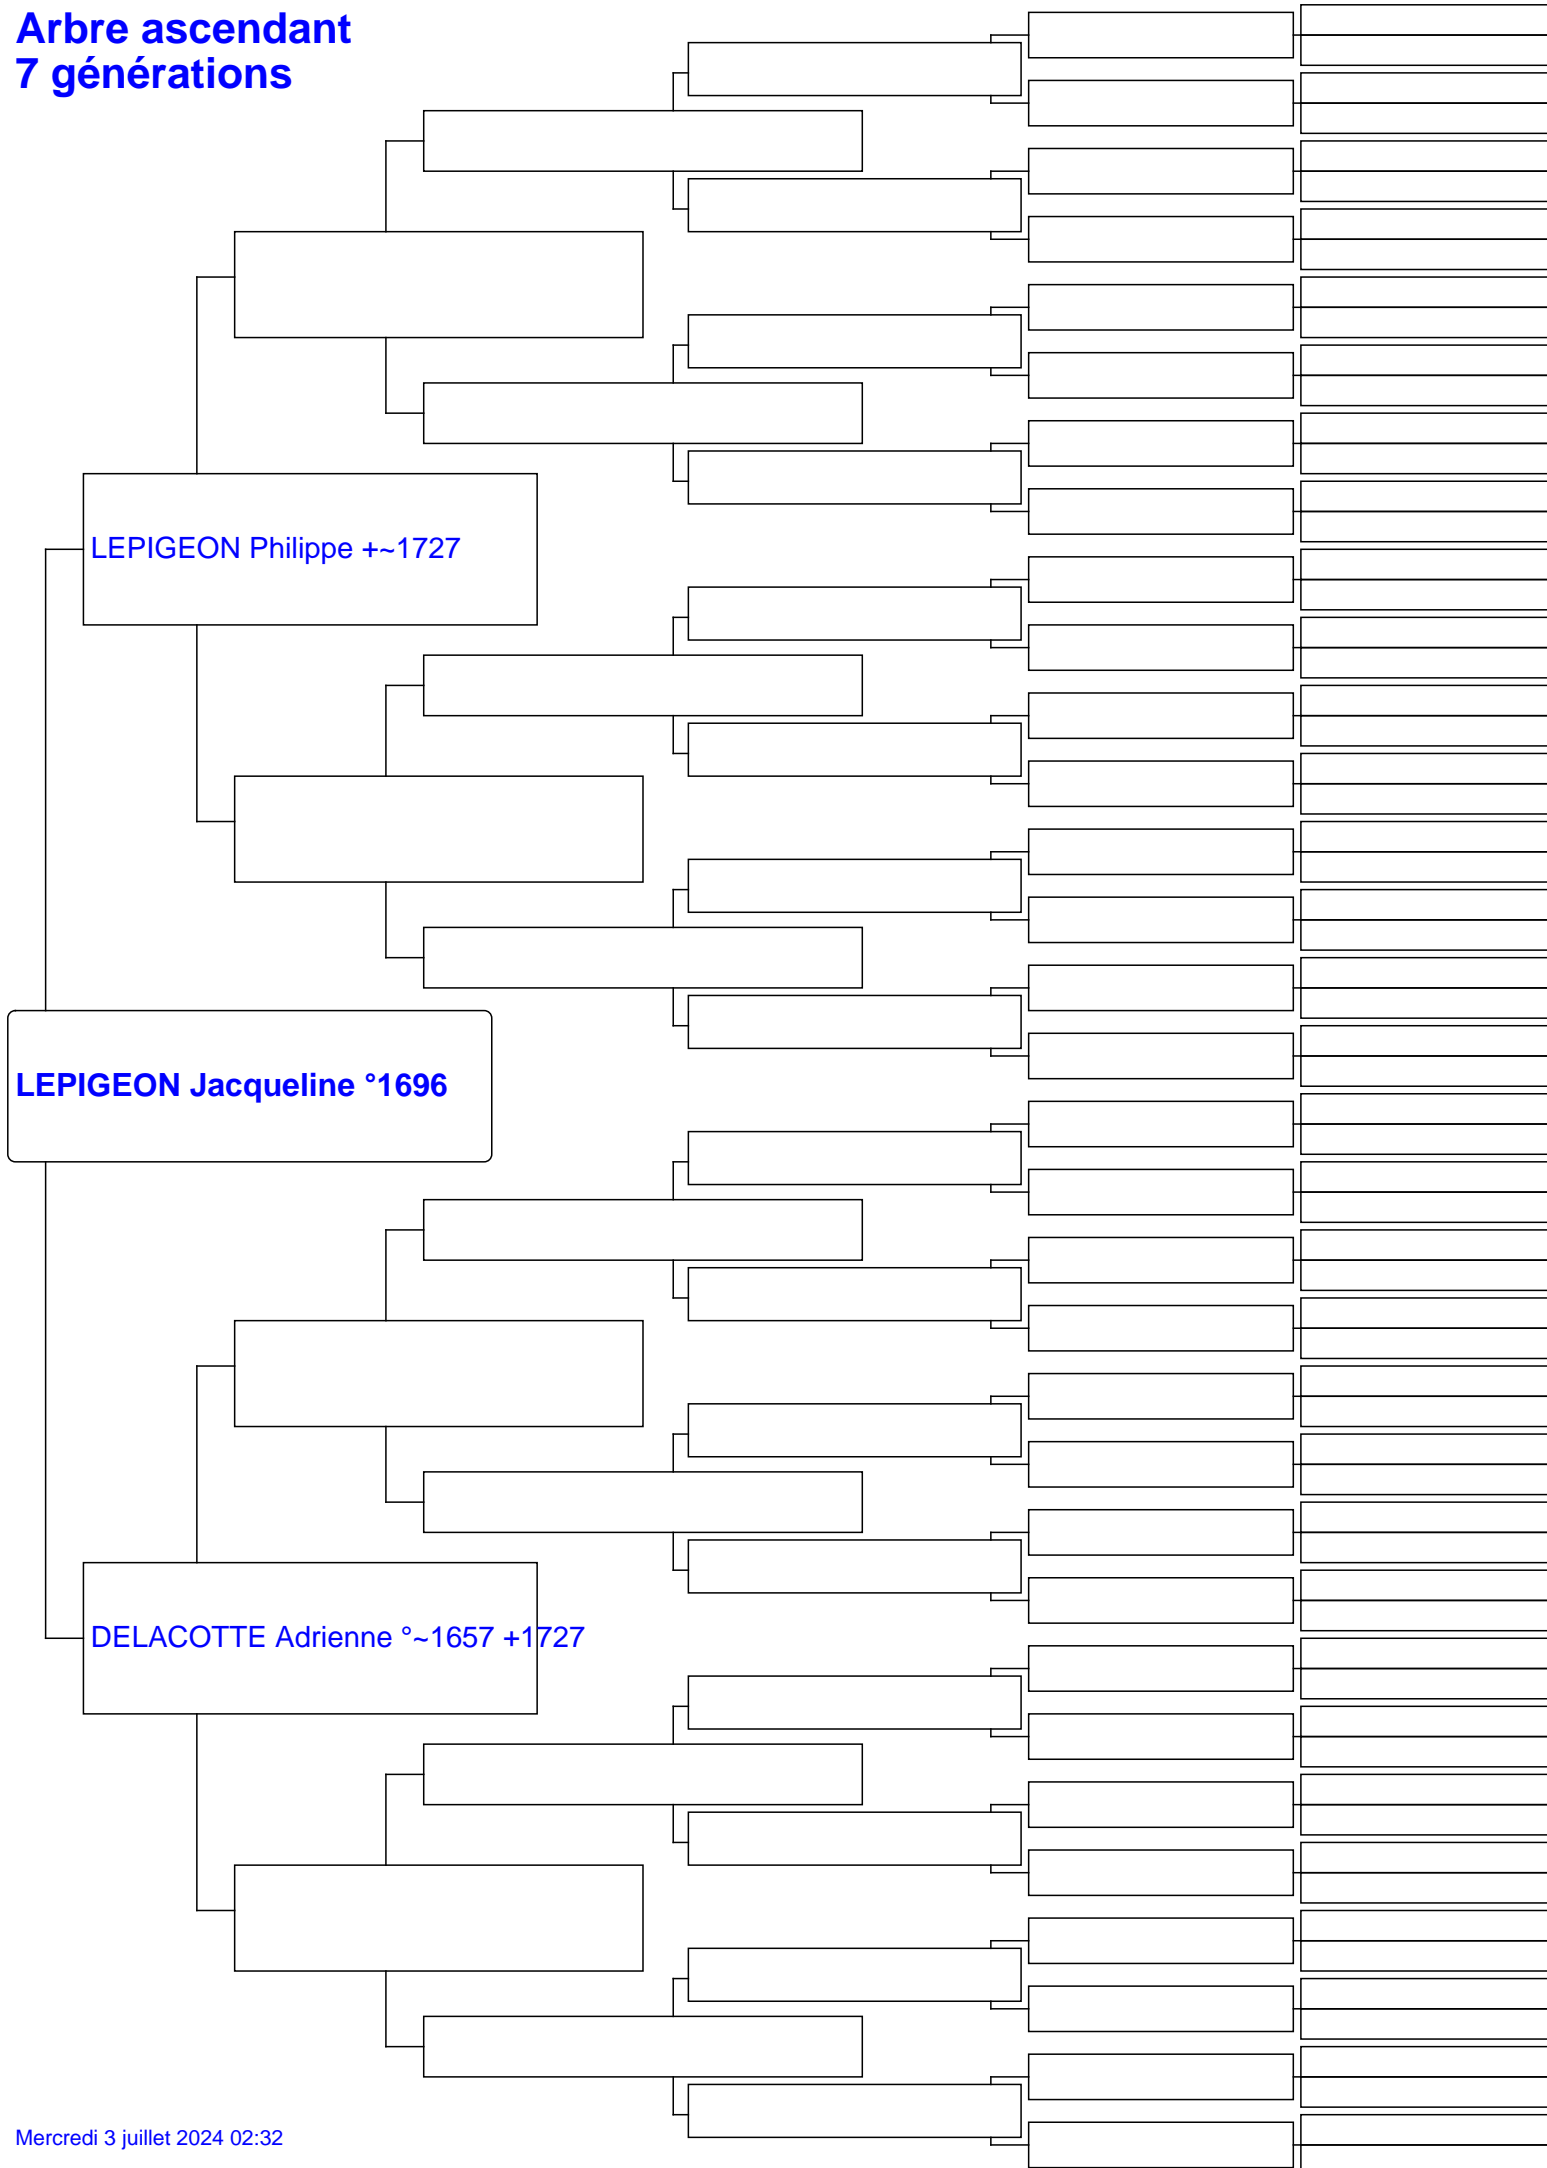 Arbre ascendant
7 générations
LEPIGEON Philippe +~1727
LEPIGEON Jacqueline °1696
DELACOTTE Adrienne °~1657 +1727
Mercredi 3 juillet 2024 02:32